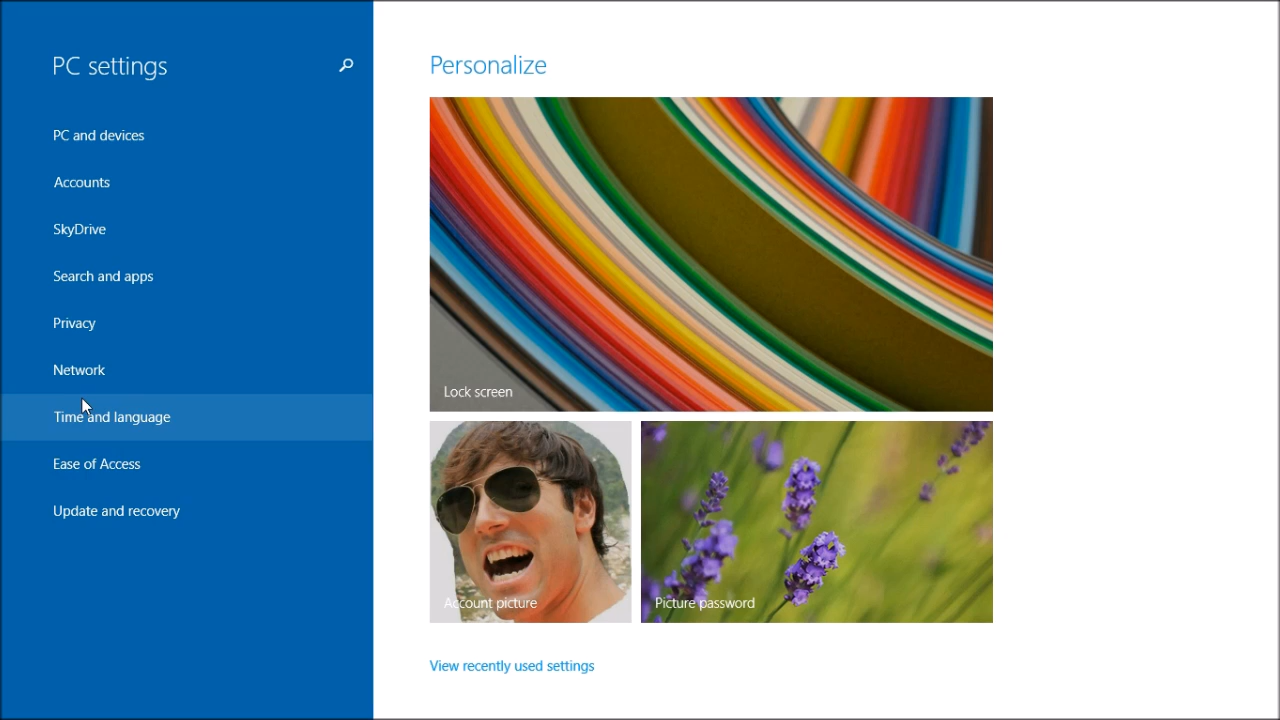 PC settings
PC and devices
Accounts
SkyDrive
Search and apps
Privacy
Network
Time and language
Ease of Access
Update and recovery
Personalize
Lock screen
Account picture
Picture password
View recently used settings